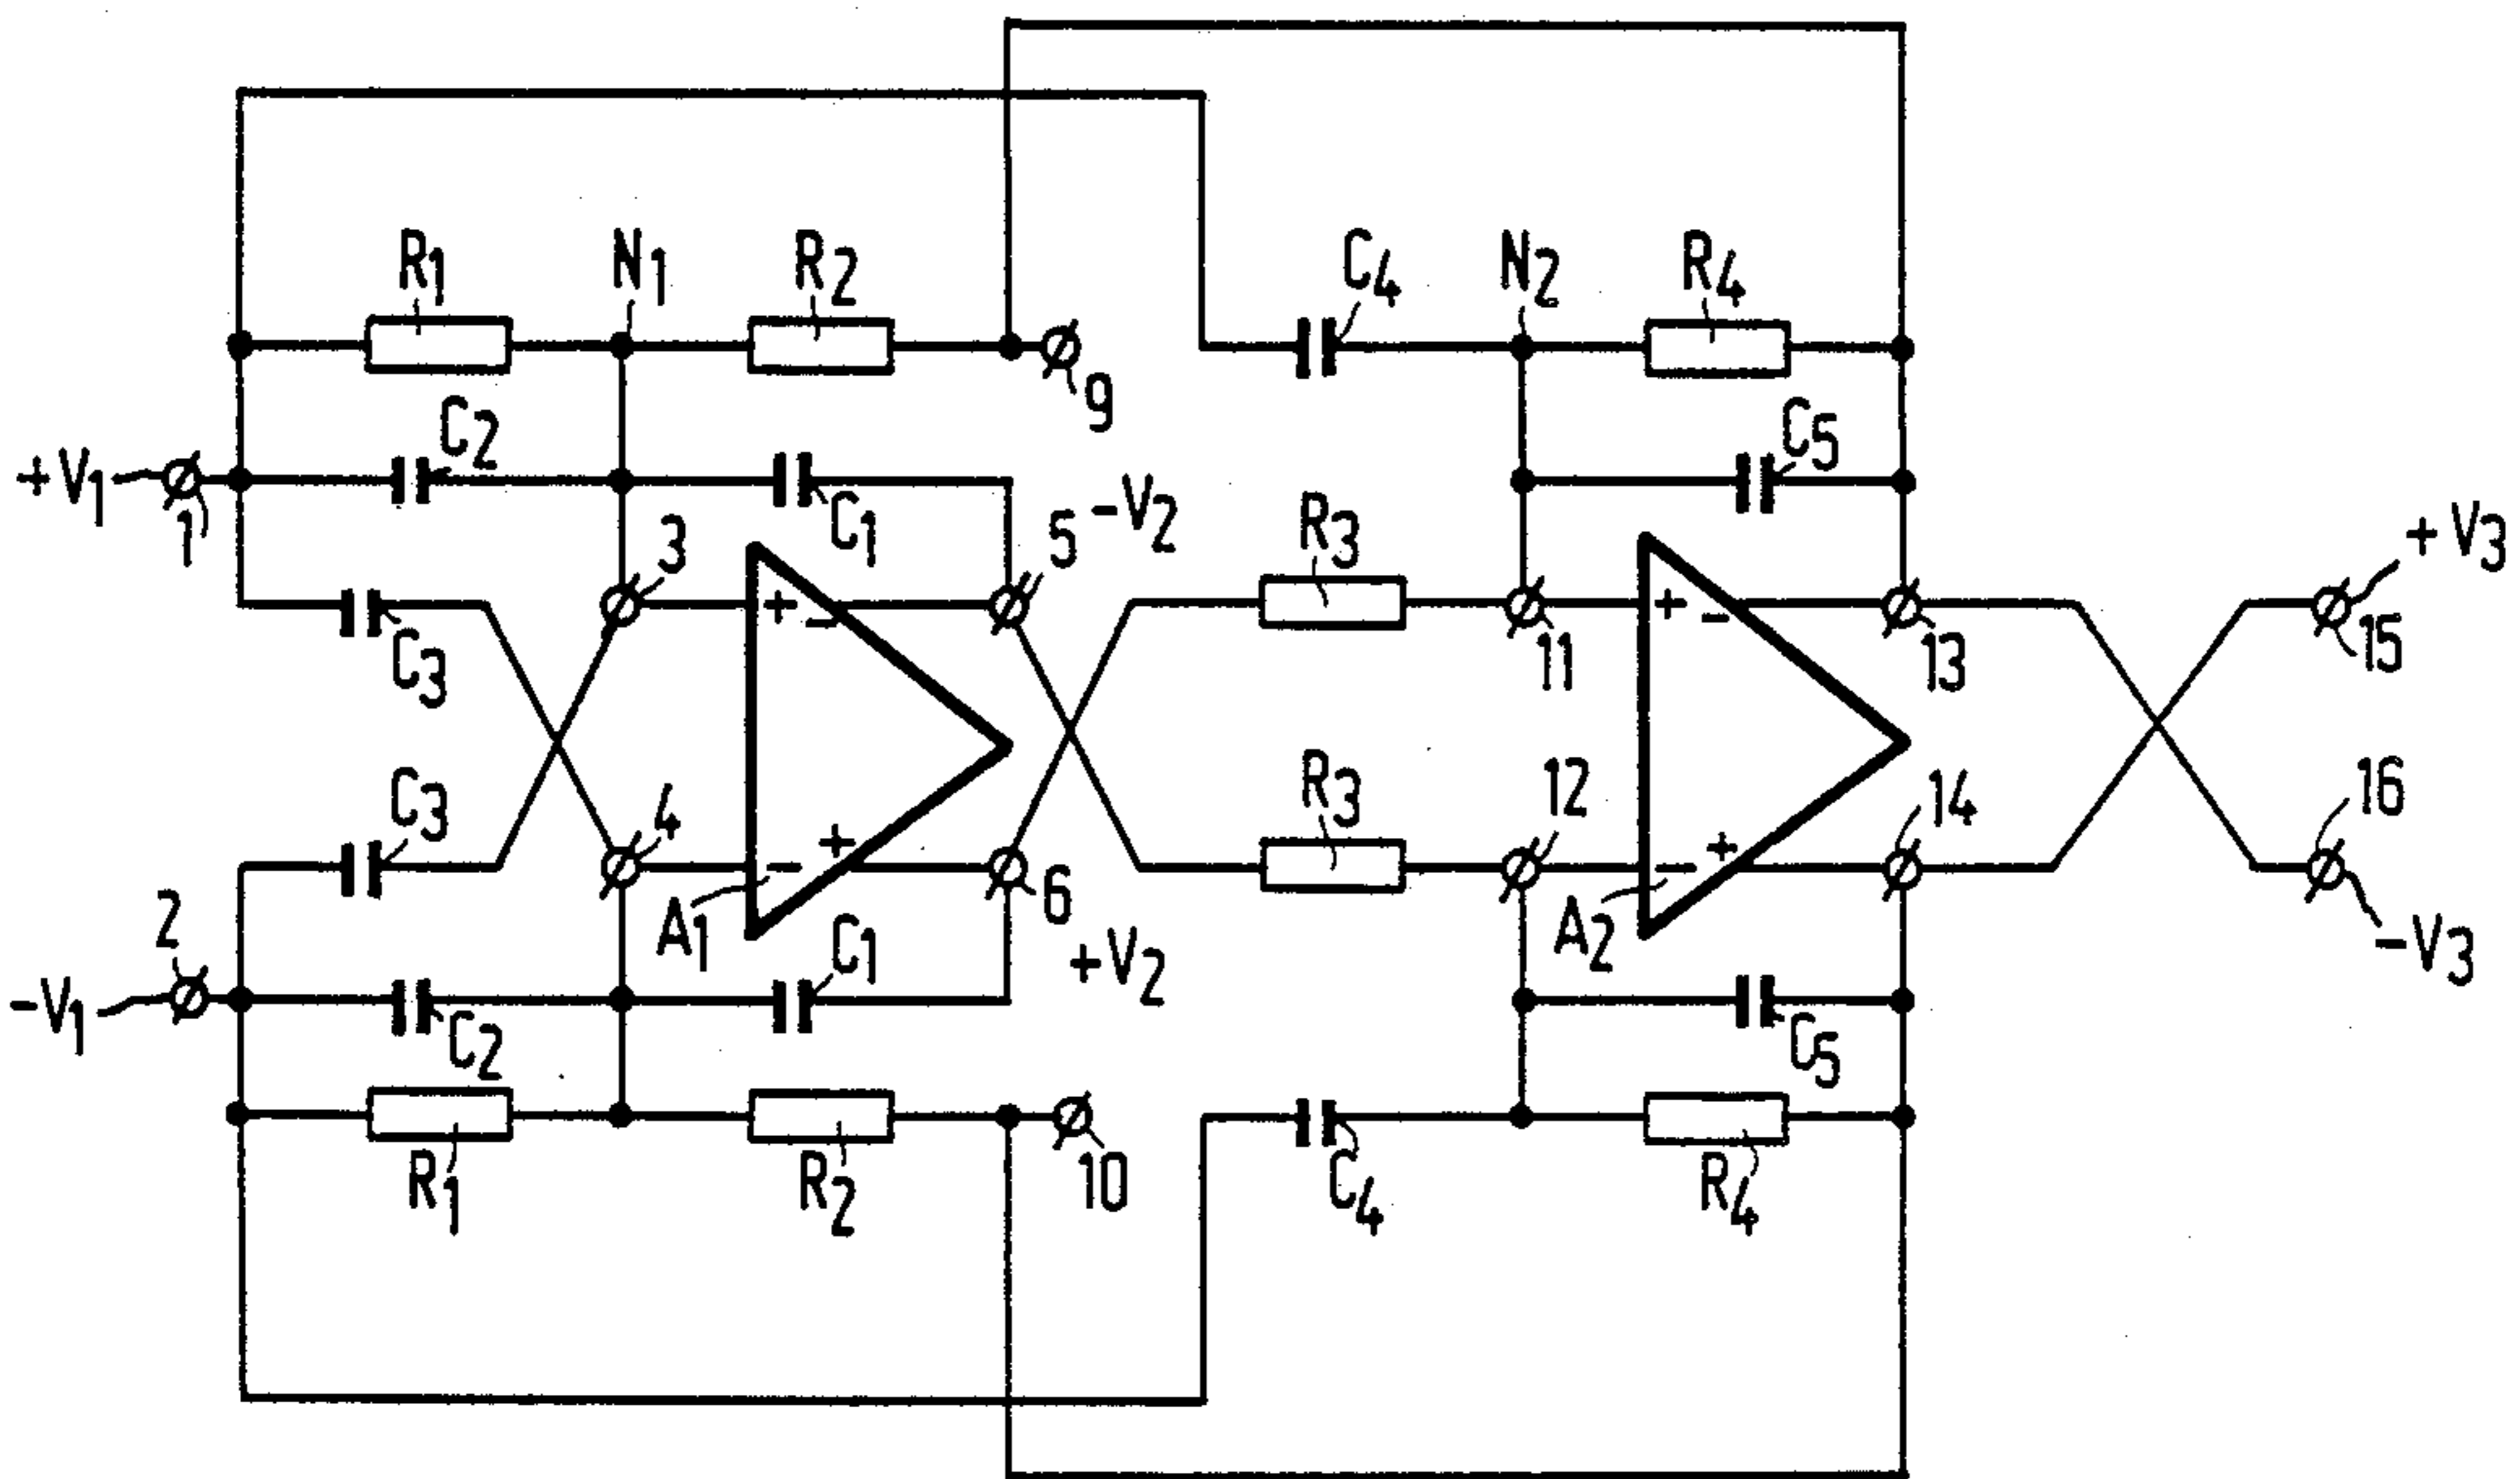 R1 N1 R2 C4 N2 R4
9
C2 C5
+V1 1 C1 5 -V2 R3 +V3
3
+ - + -
C3 11 13 15
C3 4 R3 12 14 16
+ +
- -
2 A1 C1 6 A2 -V3
+V2
-V1 C2 C5
R1 R2 10 C4 R4